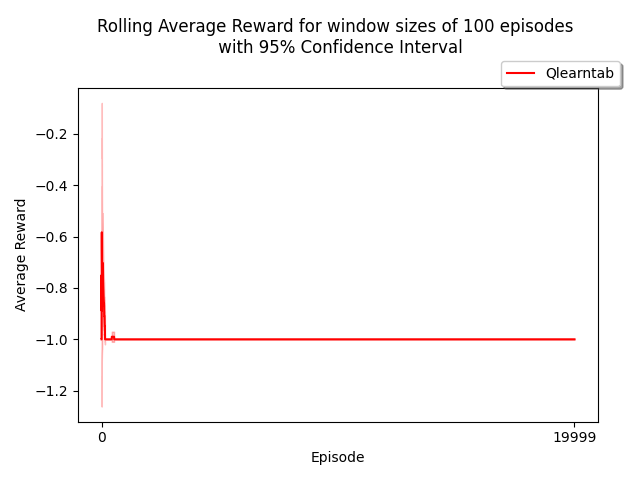 Rolling Average Reward for window sizes of 100 episodes
with 95% Confidence Interval
Qlearntab
−0.2
−0.4
−0.6
−0.8
−1.0
−1.2
Average Reward
0
19999
Episode